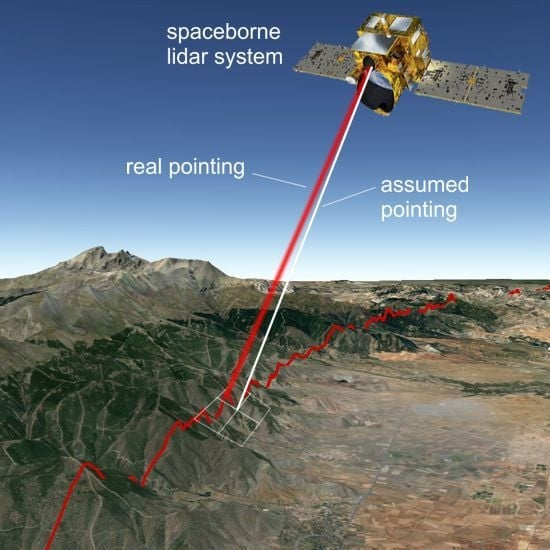 spaceborne
lidar system
real pointing
assumed
pointing